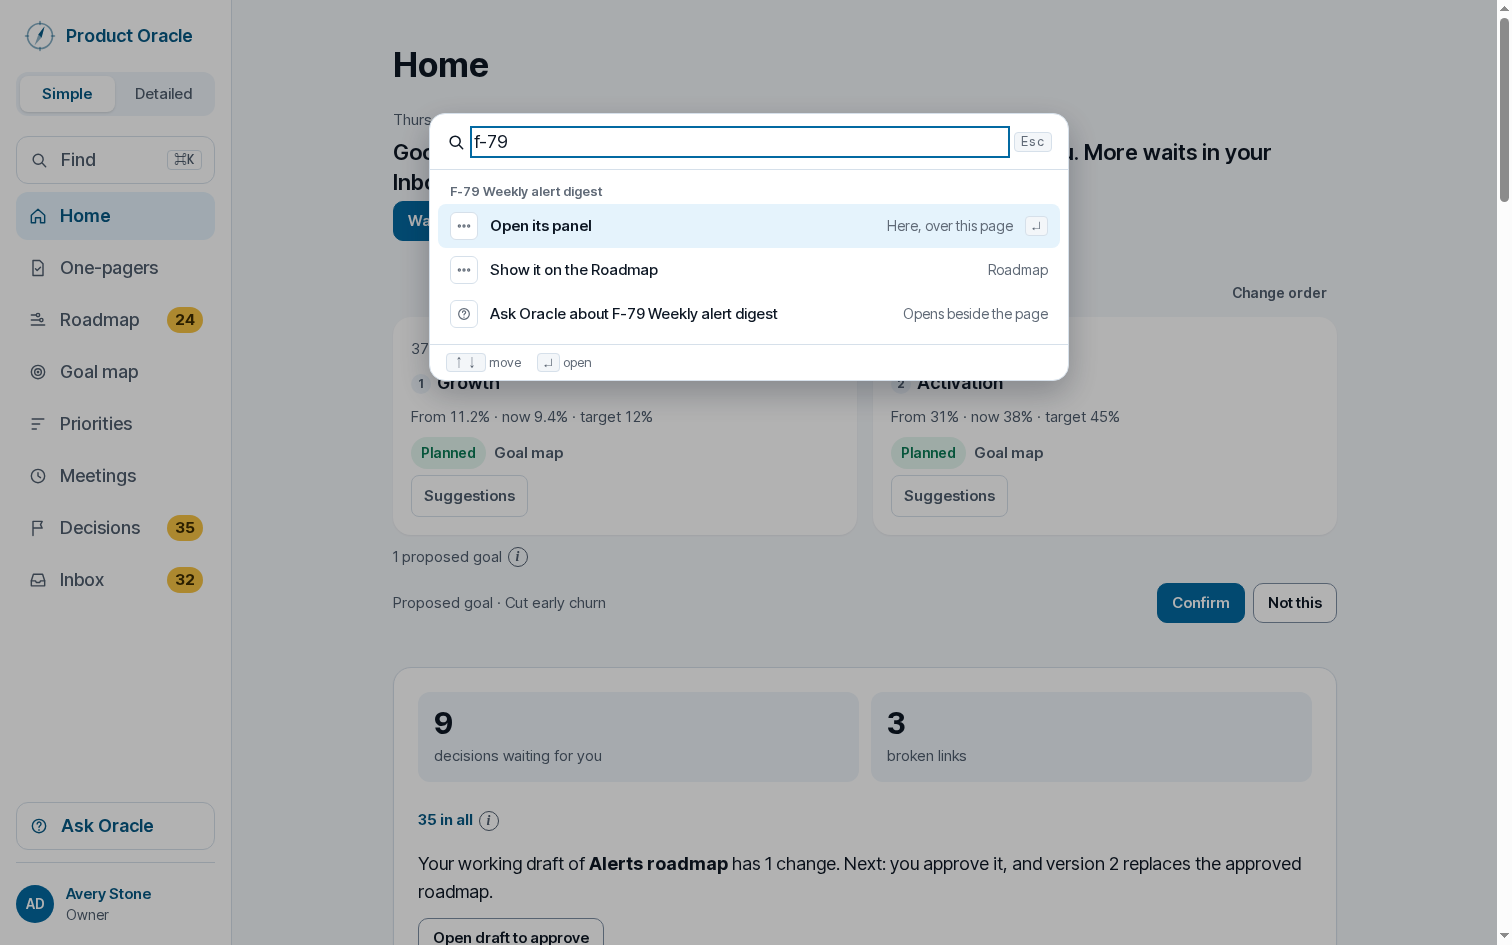 Product Oracle
Simple
Detailed
Find
⌘K
Home
One-pagers
Roadmap
24
Goal map
Priorities
Meetings
Decisions
35
Inbox
32
Ask Oracle
AD
Avery Stone
Owner
Home
Thurs
Goo
u. More waits in your
Inbo
Wa
f-79
Esc
F-79 Weekly alert digest
Open its panel
Here, over this page
↵
Show it on the Roadmap
Roadmap
Ask Oracle about F-79 Weekly alert digest
Opens beside the page
↑ ↓ move
↵ open
Change order
37
1 Growth
From 11.2% · now 9.4% · target 12%
Planned
Goal map
Suggestions
2 Activation
From 31% · now 38% · target 45%
Planned
Goal map
Suggestions
1 proposed goal i
Proposed goal · Cut early churn
Confirm
Not this
9
decisions waiting for you
3
broken links
35 in all i
Your working draft of Alerts roadmap has 1 change. Next: you approve it, and version 2 replaces the approved
roadmap.
Open draft to approve